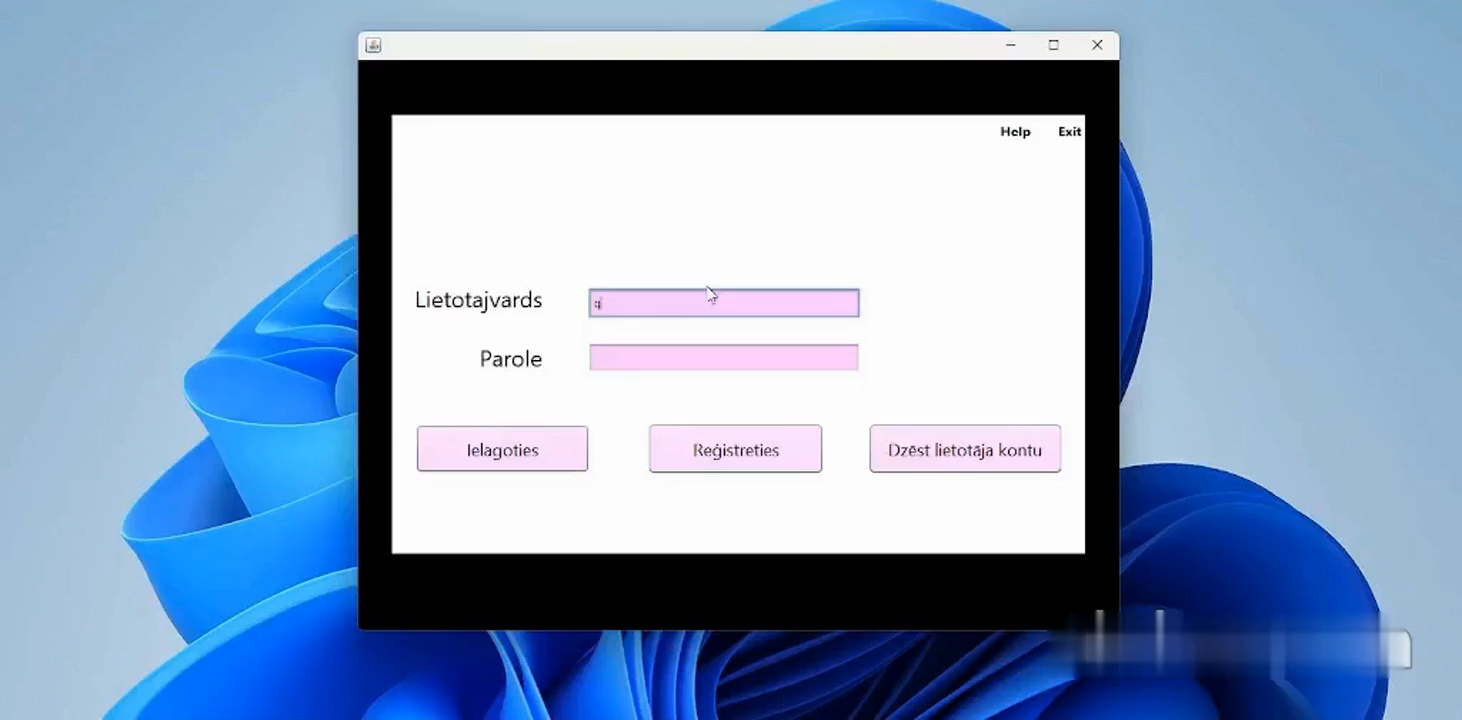 Help Exit
Lietotajvards
q
Parole
Ielagoties Reģistreties Dzēst lietotāja kontu